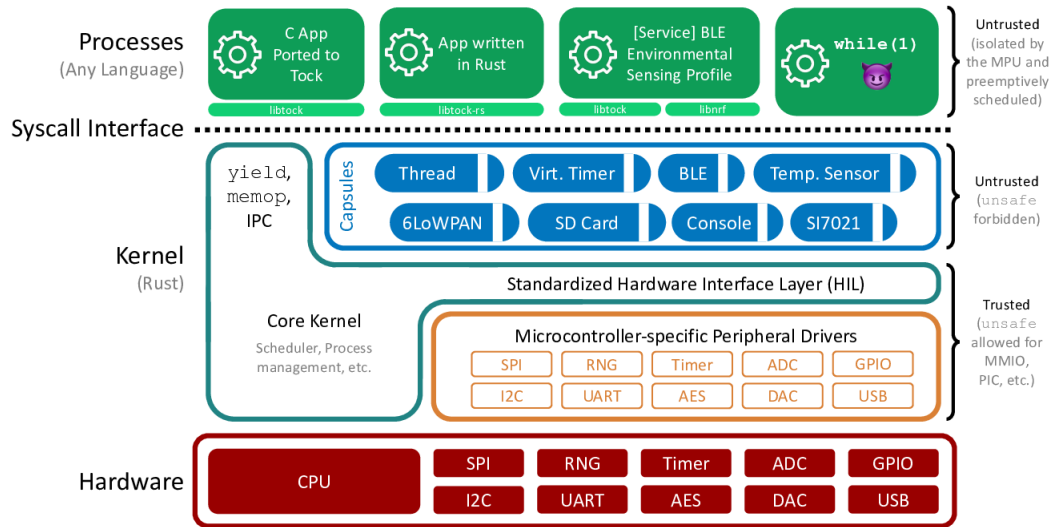 Processes
(Any Language)
C App
Ported to
Tock
libtock
App written
in Rust
libtock-rs
[Service] BLE
Environmental
Sensing Profile
libtock
libnrf
while(1)
Untrusted
(isolated by
the MPU and
preemptively
scheduled)
Syscall Interface
Kernel
(Rust)
yield,
memop,
IPC
Capsules
Thread
Virt. Timer
BLE
Temp. Sensor
6LoWPAN
SD Card
Console
SI7021
Untrusted
(unsafe
forbidden)
Standardized Hardware Interface Layer (HIL)
Core Kernel
Scheduler, Process
management, etc.
Microcontroller-specific Peripheral Drivers
SPI
RNG
Timer
ADC
GPIO
I2C
UART
AES
DAC
USB
Trusted
(unsafe
allowed for
MMIO,
PIC, etc.)
Hardware
CPU
SPI
RNG
Timer
ADC
GPIO
I2C
UART
AES
DAC
USB